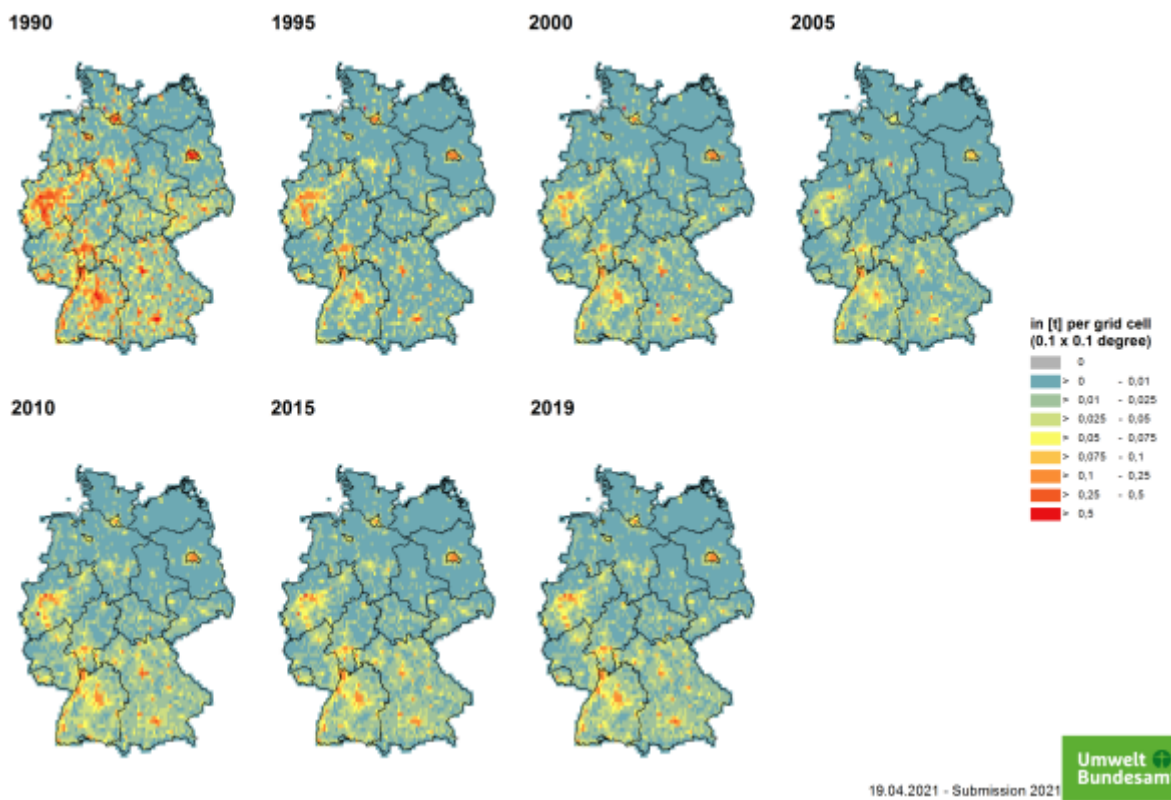 1990
1995
2000
2005
in [t] per grid cell
(0.1 x 0.1 degree)
0
> 0 - 0,01
> 0,01 - 0,025
> 0,025 - 0,05
> 0,05 - 0,075
> 0,075 - 0,1
> 0,1 - 0,25
> 0,25 - 0,5
> 0,5
2010
2015
2019
Umwelt
Bundesam
19.04.2021 - Submission 2021